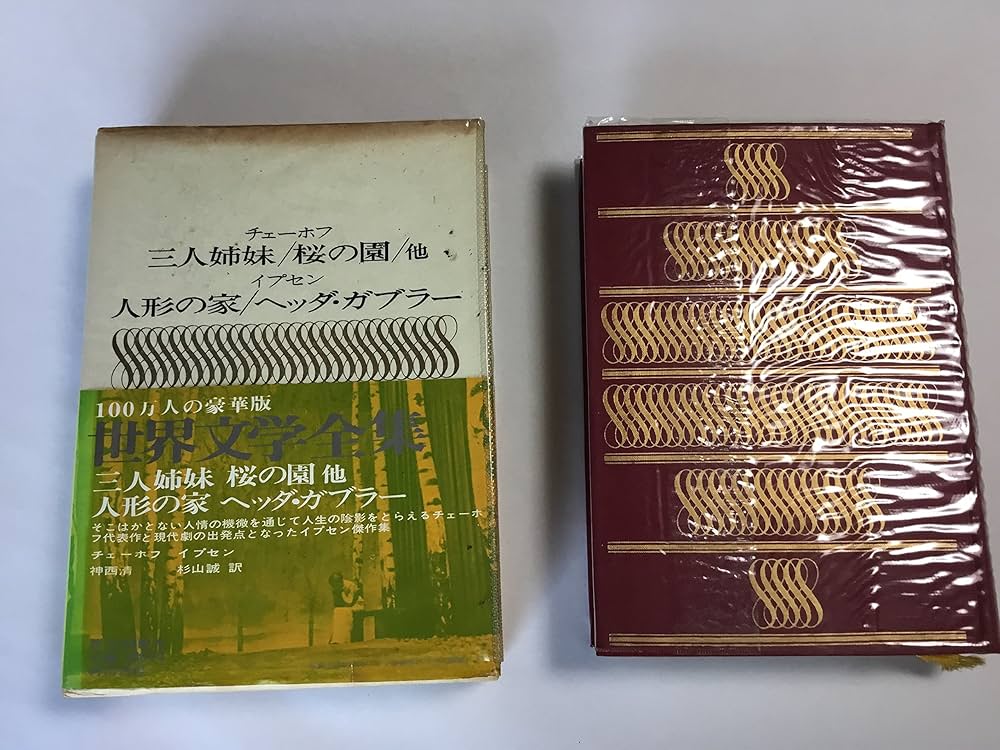 チェーホフ
三人姉妹/桜の園/他
イプセン
人形の家/ヘッダ・ガブラー
100万人の豪華版
世界文学全集
三人姉妹 桜の園 他
人形の家 ヘッダ・ガブラー
そこはかとない人情の機微を通じて人生の陰影をとらえるチェーホ
フ代表作と現代劇の出発点となったイプセン傑作集
チェーホフ イプセン
神西清 杉山誠 訳